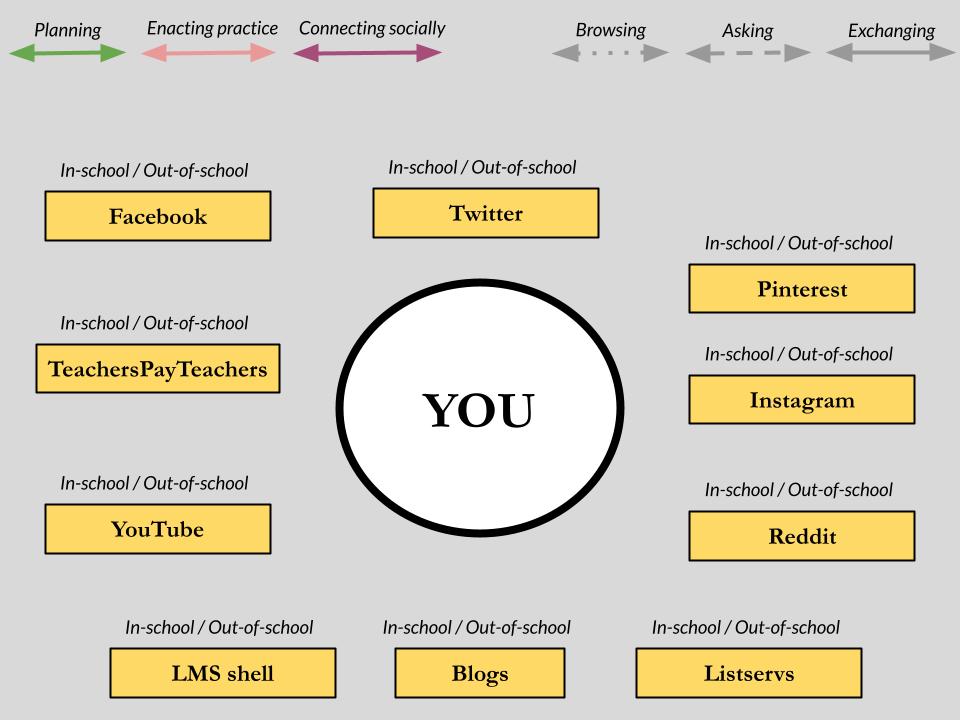 Planning
Enacting practice
Connecting socially
Browsing
Asking
Exchanging
In-school / Out-of-school
Facebook
In-school / Out-of-school
Twitter
In-school / Out-of-school
Pinterest
In-school / Out-of-school
TeachersPayTeachers
In-school / Out-of-school
Instagram
YOU
In-school / Out-of-school
YouTube
In-school / Out-of-school
Reddit
In-school / Out-of-school
LMS shell
In-school / Out-of-school
Blogs
In-school / Out-of-school
Listservs